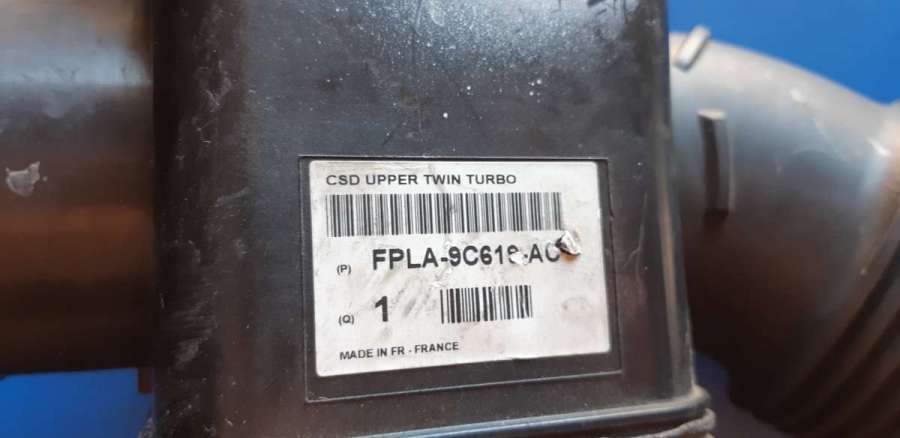 CSD UPPER TWIN TURBO
(P) FPLA-9C618-AC
(Q) 1
MADE IN FR - FRANCE